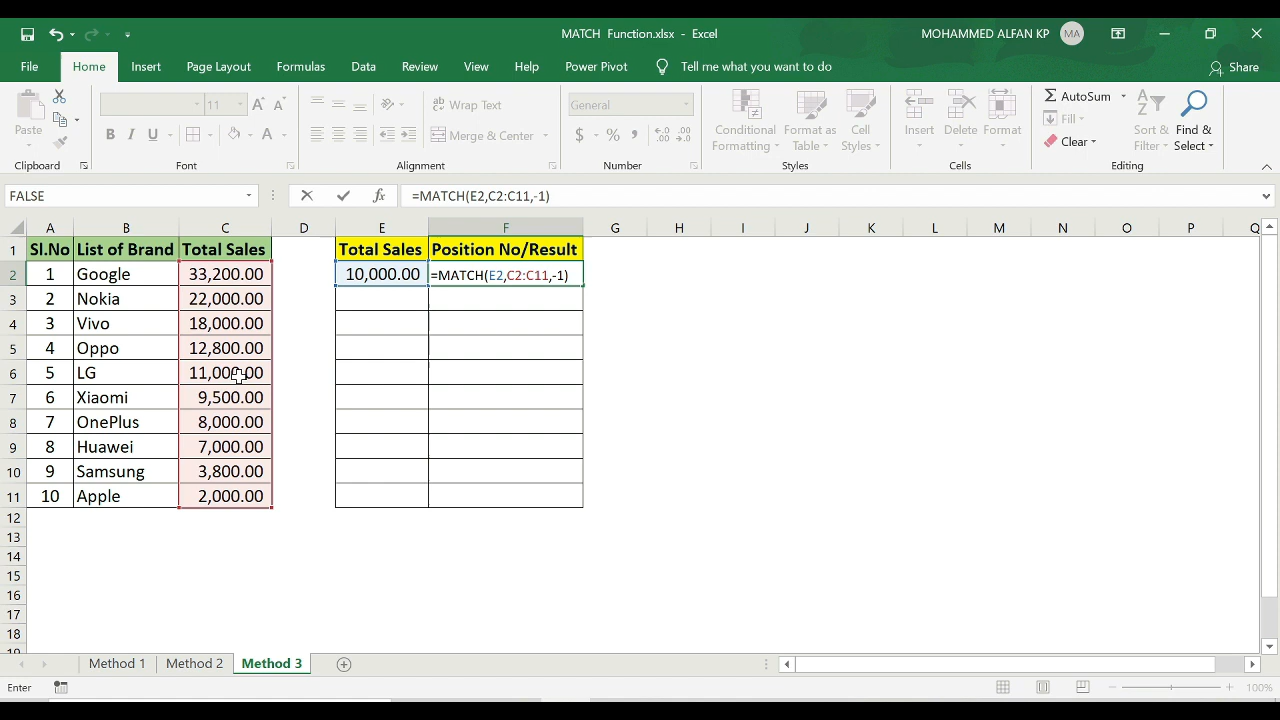 MATCH Function.xlsx - Excel
MOHAMMED ALFAN KP
MA
File Home Insert Page Layout Formulas Data Review View Help Power Pivot Tell me what you want to do Share
Paste
Clipboard
11 A A
B I U A
Font
ab Wrap Text
Merge & Center
Alignment
General
$ % ,
Number
Conditional Formatting
Format as Table
Cell Styles
Styles
Insert Delete Format
Cells
AutoSum
Fill
Clear
Sort & Filter
Find & Select
Editing
FALSE fx =MATCH(E2,C2:C11,-1)
A B C D E F G H I J K L M N O P Q
1 Sl.No List of Brand Total Sales Total Sales Position No/Result
2 1 Google 33,200.00 10,000.00 =MATCH(E2,C2:C11,-1)
3 2 Nokia 22,000.00
4 3 Vivo 18,000.00
5 4 Oppo 12,800.00
6 5 LG 11,000.00
7 6 Xiaomi 9,500.00
8 7 OnePlus 8,000.00
9 8 Huawei 7,000.00
10 9 Samsung 3,800.00
11 10 Apple 2,000.00
12
13
14
15
16
17
18
Method 1 Method 2 Method 3
Enter 100%